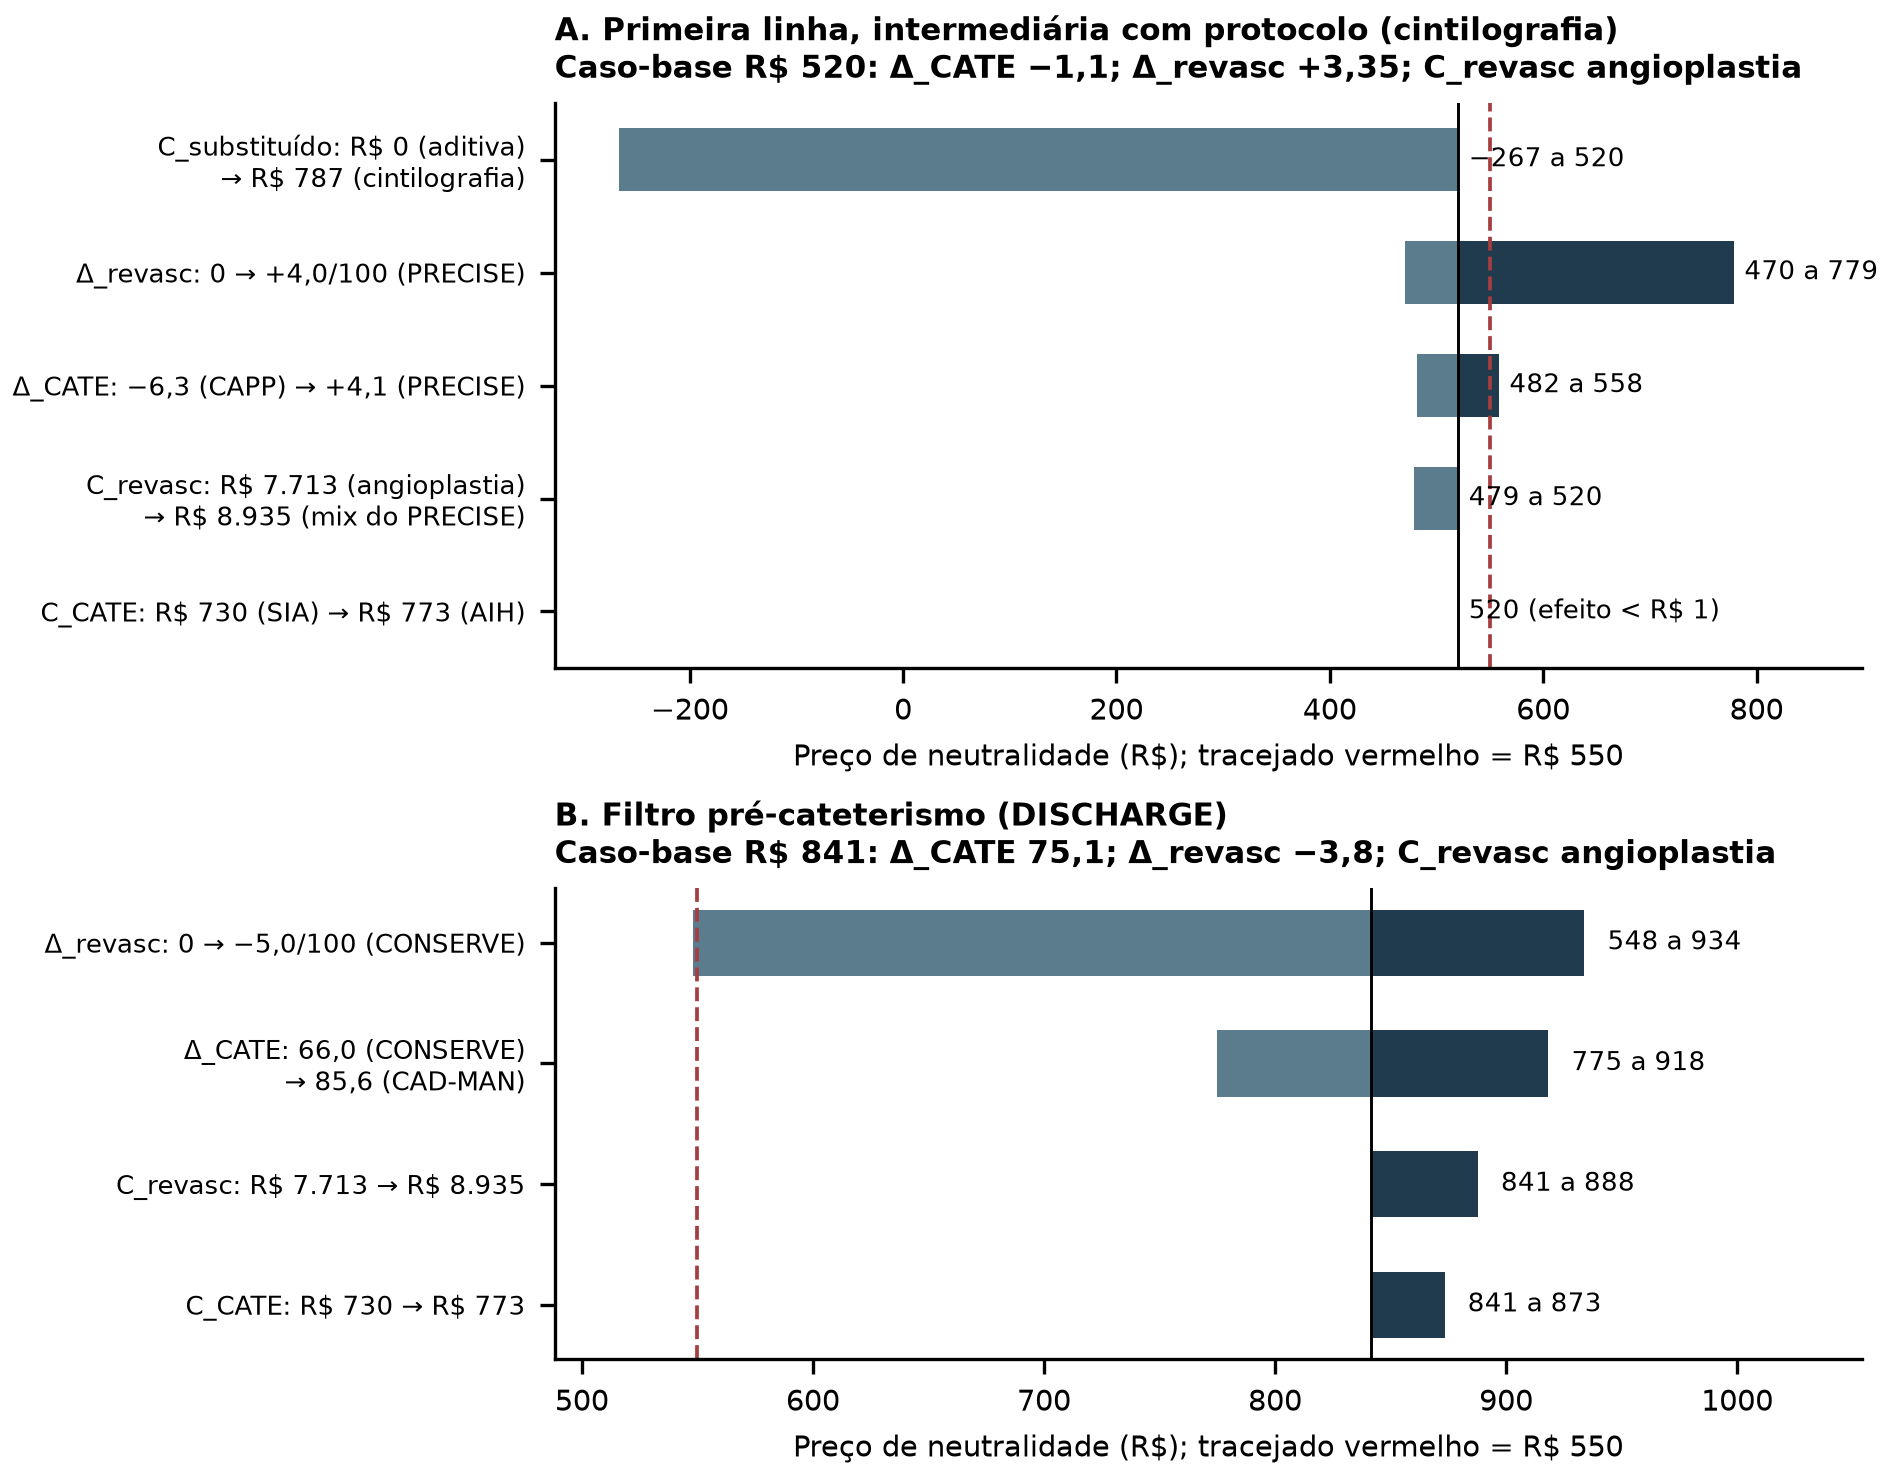 A. Primeira linha, intermediária com protocolo (cintilografia)
Caso-base R$ 520: Δ_CATE −1,1; Δ_revasc +3,35; C_revasc angioplastia
C_substituído: R$ 0 (aditiva)
→ R$ 787 (cintilografia)
−267 a 520
Δ_revasc: 0 → +4,0/100 (PRECISE)
470 a 779
Δ_CATE: −6,3 (CAPP) → +4,1 (PRECISE)
482 a 558
C_revasc: R$ 7.713 (angioplastia)
→ R$ 8.935 (mix do PRECISE)
479 a 520
C_CATE: R$ 730 (SIA) → R$ 773 (AIH)
520 (efeito < R$ 1)
−200 0 200 400 600 800
Preço de neutralidade (R$); tracejado vermelho = R$ 550
B. Filtro pré-cateterismo (DISCHARGE)
Caso-base R$ 841: Δ_CATE 75,1; Δ_revasc −3,8; C_revasc angioplastia
Δ_revasc: 0 → −5,0/100 (CONSERVE)
548 a 934
Δ_CATE: 66,0 (CONSERVE)
→ 85,6 (CAD-MAN)
775 a 918
C_revasc: R$ 7.713 → R$ 8.935
841 a 888
C_CATE: R$ 730 → R$ 773
841 a 873
500 600 700 800 900 1000
Preço de neutralidade (R$); tracejado vermelho = R$ 550